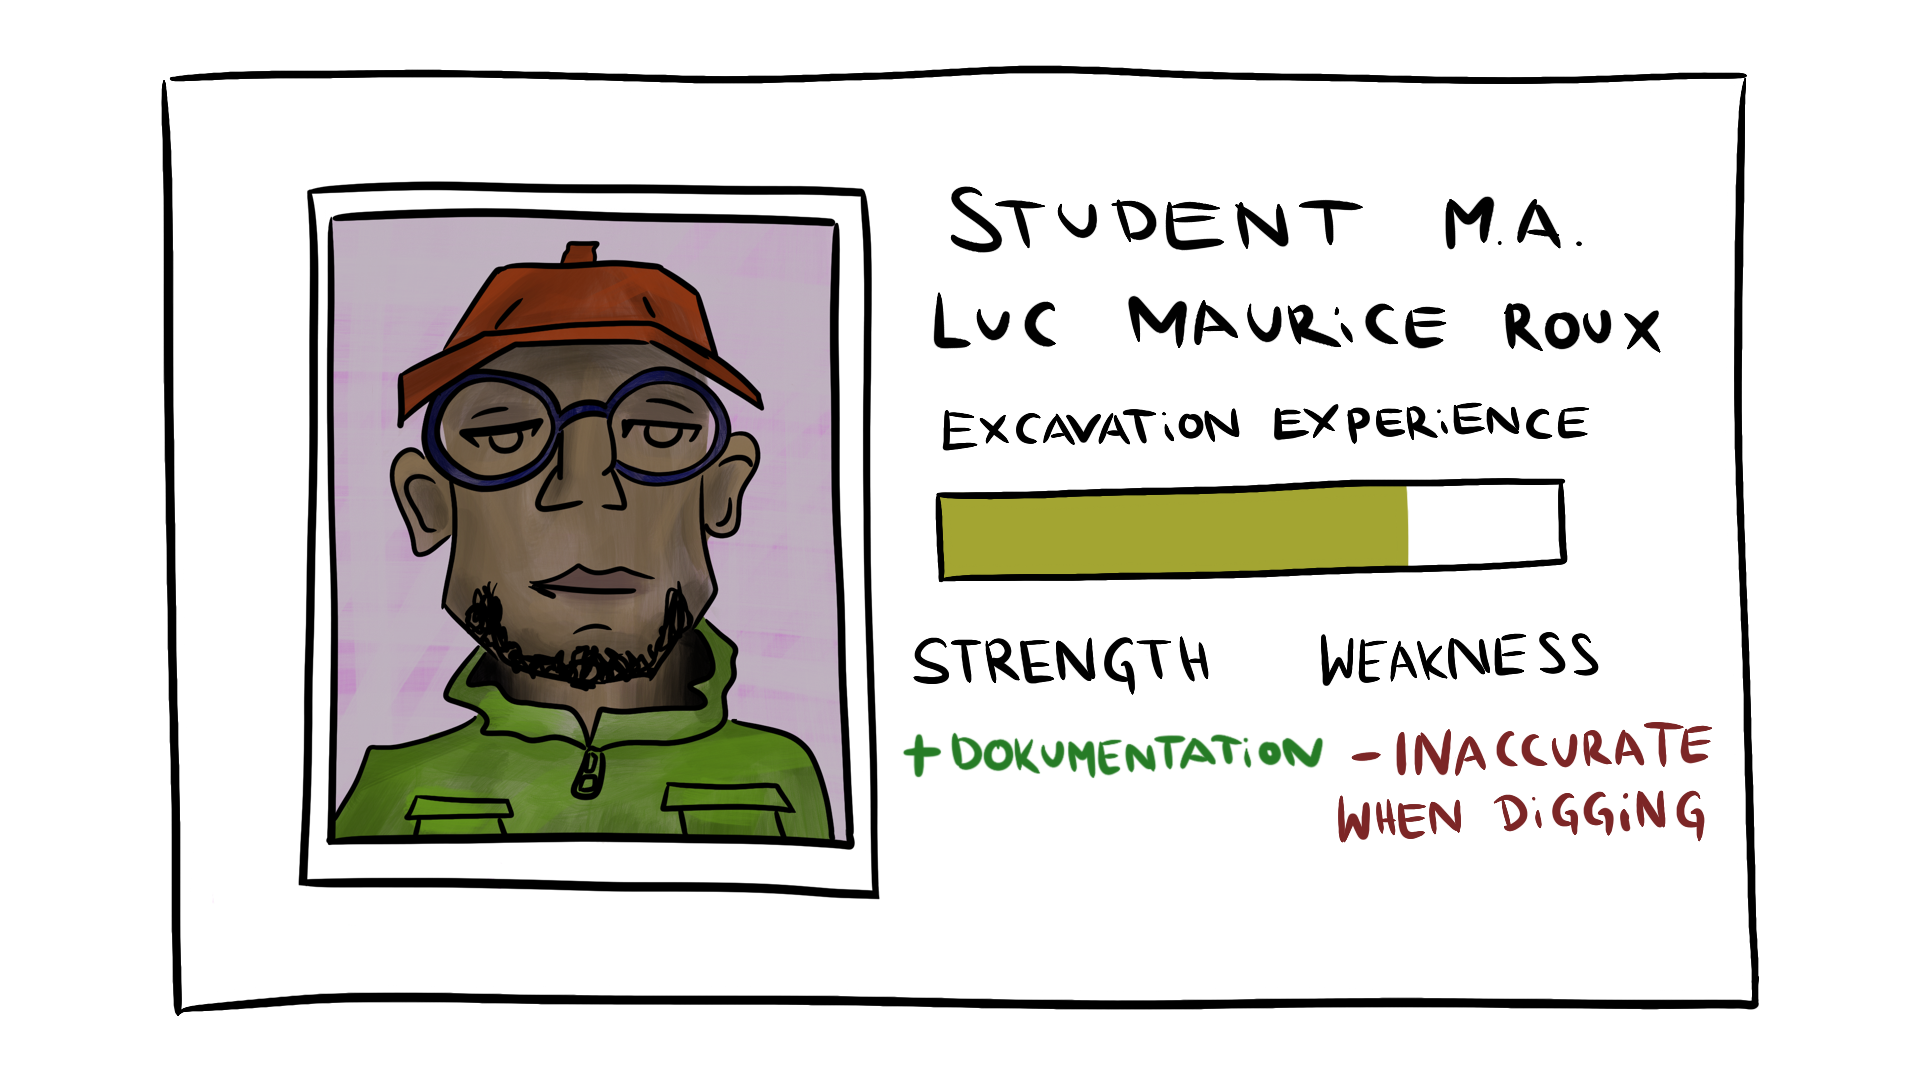 STUDENT M.A.
LUC MAURiCE ROUX
EXCAVATiON EXPERiENCE
STRENGTH WEAKNESS
+DOKUMENTATiON -INACCURATE
WHEN DiGGiNG